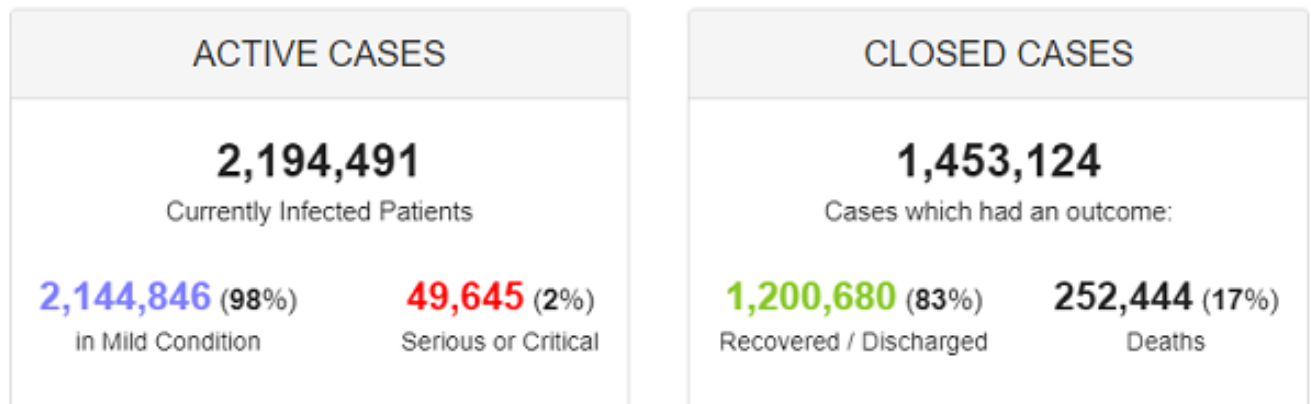 ACTIVE CASES
2,194,491
Currently Infected Patients
2,144,846 (98%)
in Mild Condition
49,645 (2%)
Serious or Critical
CLOSED CASES
1,453,124
Cases which had an outcome:
1,200,680 (83%)
Recovered / Discharged
252,444 (17%)
Deaths